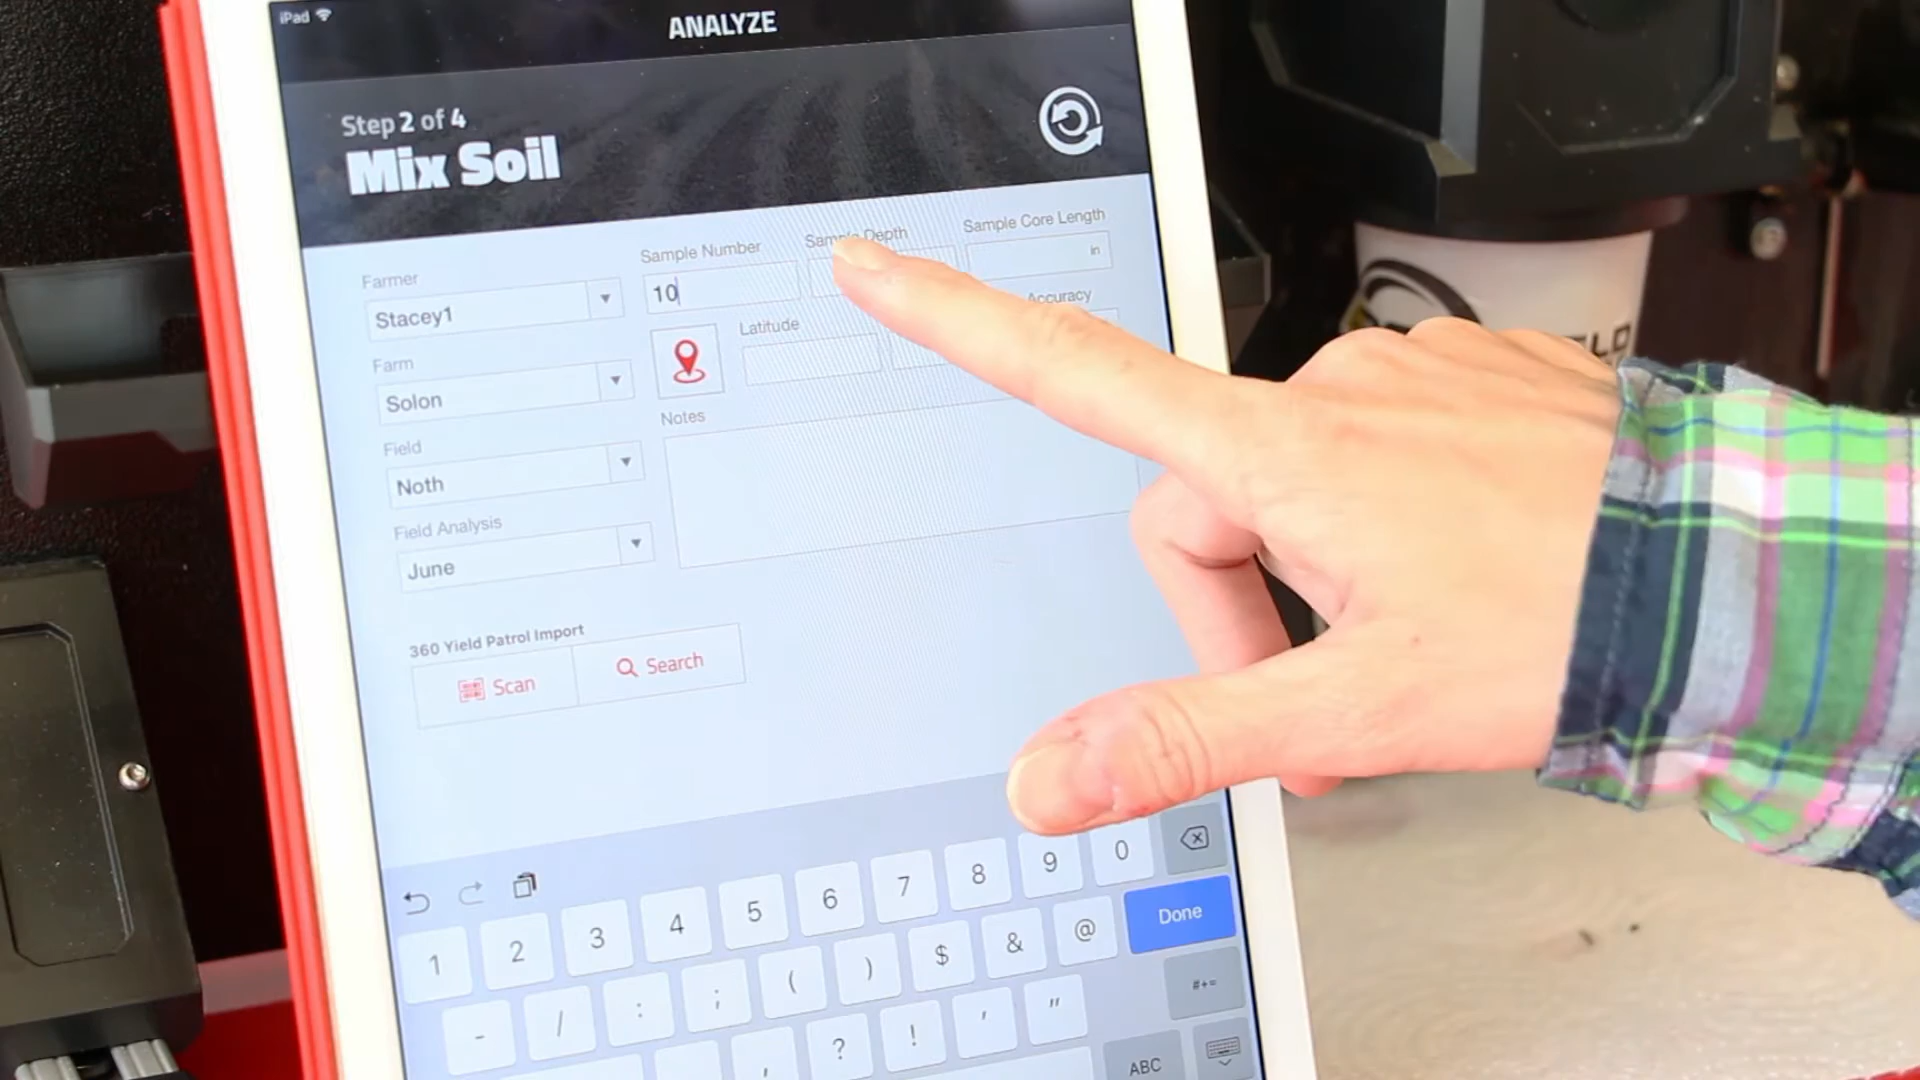 iPad
ANALYZE
Step 2 of 4
Mix Soil
Farmer
Stacey1
Farm
Solon
Field
Noth
Field Analysis
June
Sample Number
10
Sample Depth
Sample Core Length
in
Latitude
Accuracy
Notes
360 Yield Patrol Import
Scan
Search
1 2 3 4 5 6 7 8 9 0
- / : ; ( ) $ & @ Done
, ? ! ' " #+=
ABC